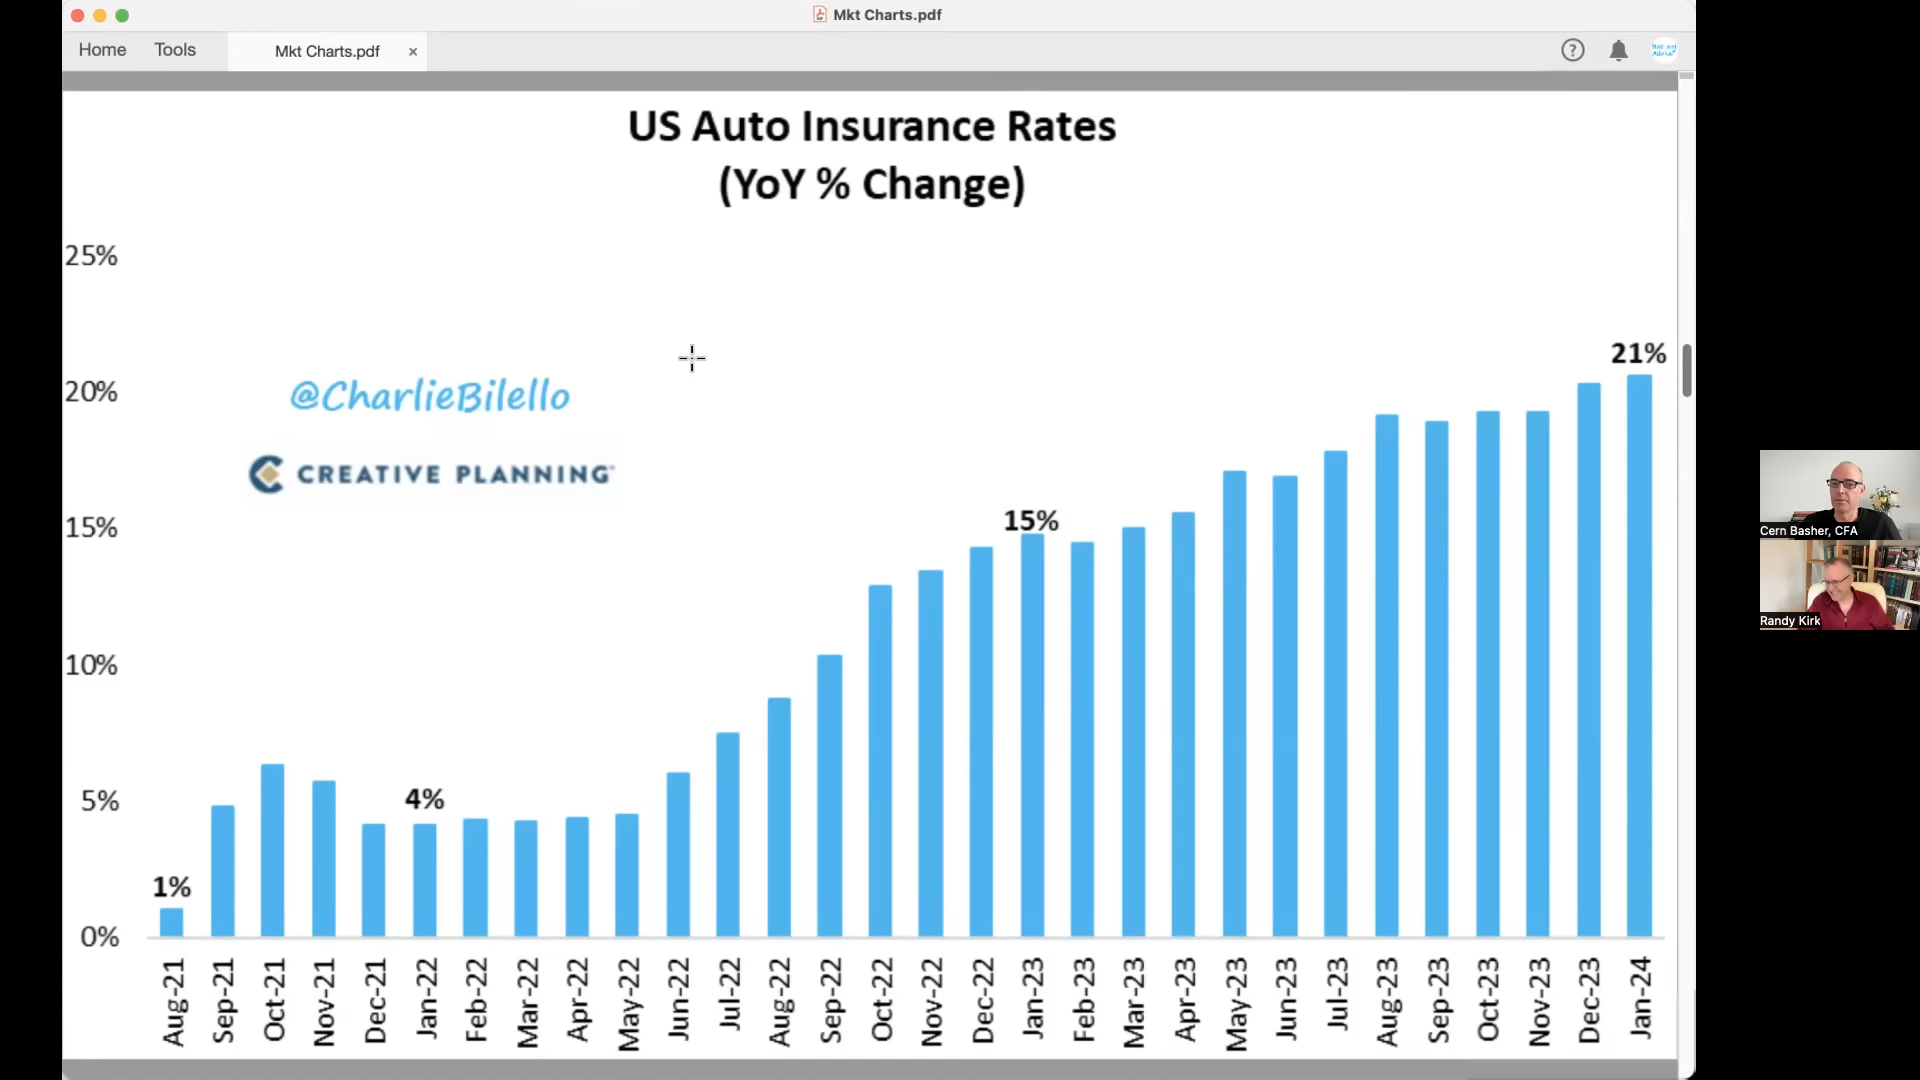 Mkt Charts.pdf
Home
Tools
Mkt Charts.pdf
×
?
US Auto Insurance Rates
(YoY % Change)
25%
20%
15%
10%
5%
0%
@CharlieBilello
CREATIVE PLANNING
1%
4%
15%
21%
Aug-21
Sep-21
Oct-21
Nov-21
Dec-21
Jan-22
Feb-22
Mar-22
Apr-22
May-22
Jun-22
Jul-22
Aug-22
Sep-22
Oct-22
Nov-22
Dec-22
Jan-23
Feb-23
Mar-23
Apr-23
May-23
Jun-23
Jul-23
Aug-23
Sep-23
Oct-23
Nov-23
Dec-23
Jan-24
Cern Basher, CFA
Randy Kirk